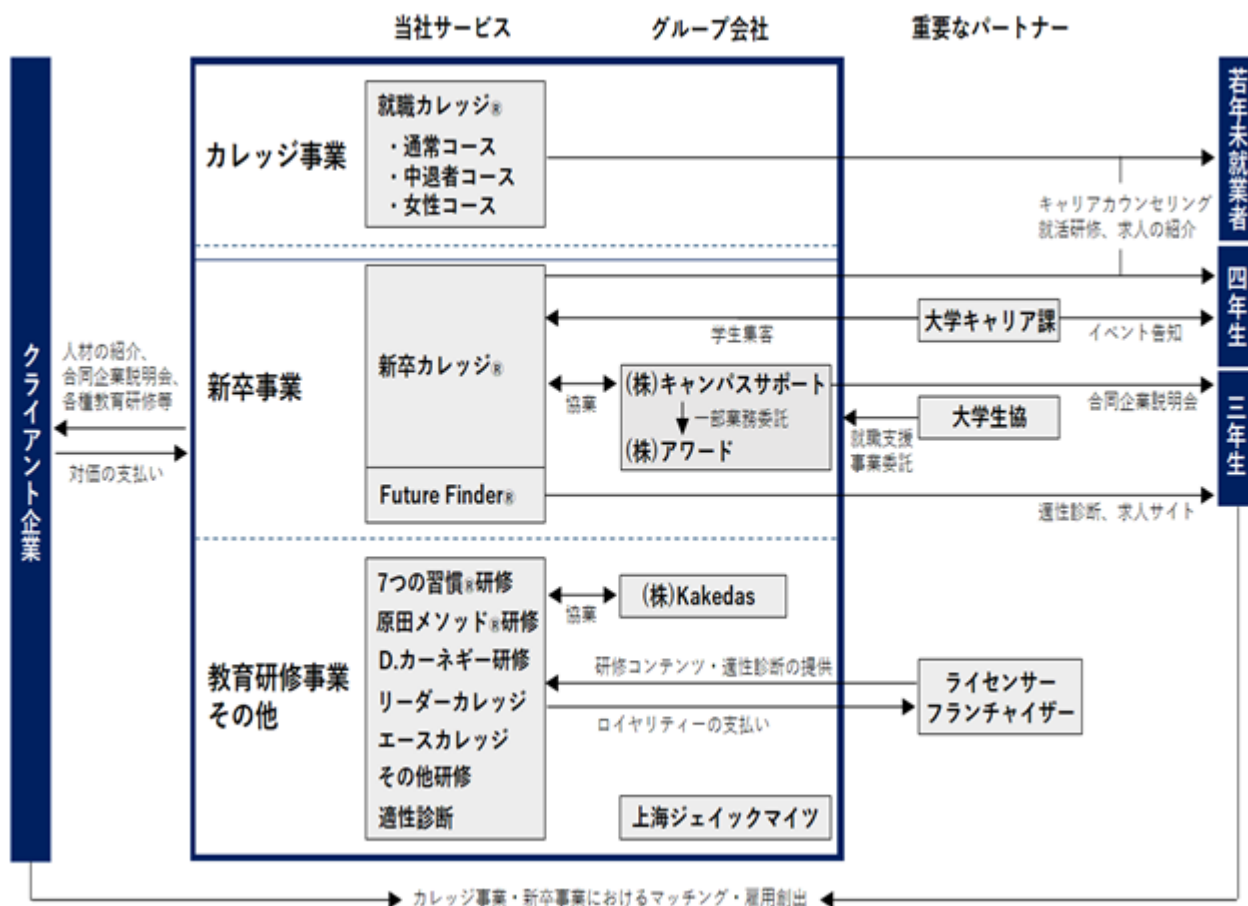 当社サービス
グループ会社
重要なパートナー
クライアント企業
人材の紹介、
合同企業説明会、
各種教育研修等
対価の支払い
カレッジ事業
就職カレッジ®
・通常コース
・中退者コース
・女性コース
キャリアカウンセリング
就活研修、求人の紹介
若年未就業者
新卒事業
新卒カレッジ®
Future Finder®
学生集客
大学キャリア課
イベント告知
四年生
協業
(株)キャンパスサポート
一部業務委託
(株)アワード
合同企業説明会
大学生協
就職支援
事業委託
三年生
適性診断、求人サイト
教育研修事業
その他
7つの習慣®研修
原田メソッド®研修
D.カーネギー研修
リーダーカレッジ
エースカレッジ
その他研修
適性診断
協業
(株)Kakedas
研修コンテンツ・適性診断の提供
ロイヤリティーの支払い
ライセンサー
フランチャイザー
上海ジェイックマイツ
カレッジ事業・新卒事業におけるマッチング・雇用創出